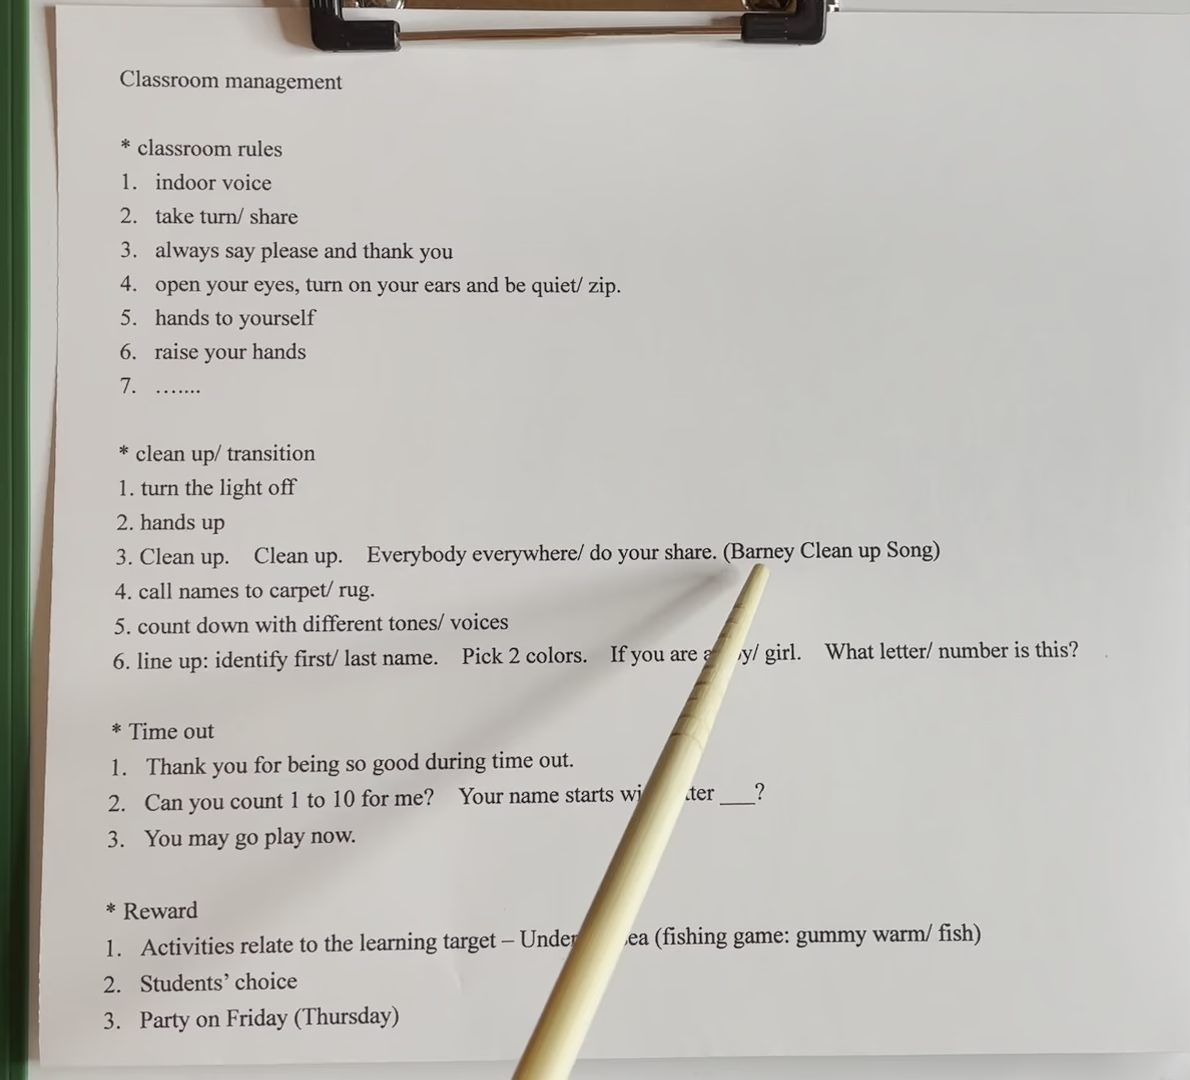 Classroom management
* classroom rules
1. indoor voice
2. take turn/ share
3. always say please and thank you
4. open your eyes, turn on your ears and be quiet/ zip.
5. hands to yourself
6. raise your hands
7. .......
* clean up/ transition
1. turn the light off
2. hands up
3. Clean up. Clean up. Everybody everywhere/ do your share. (Barney Clean up Song)
4. call names to carpet/ rug.
5. count down with different tones/ voices
6. line up: identify first/ last name. Pick 2 colors. If you are / girl. What letter/ number is this?
* Time out
1. Thank you for being so good during time out.
2. Can you count 1 to 10 for me? Your name starts ___?
3. You may go play now.
* Reward
1. Activities relate to the learning target – (fishing game: gummy warm/ fish)
2. Students’ choice
3. Party on Friday (Thursday)